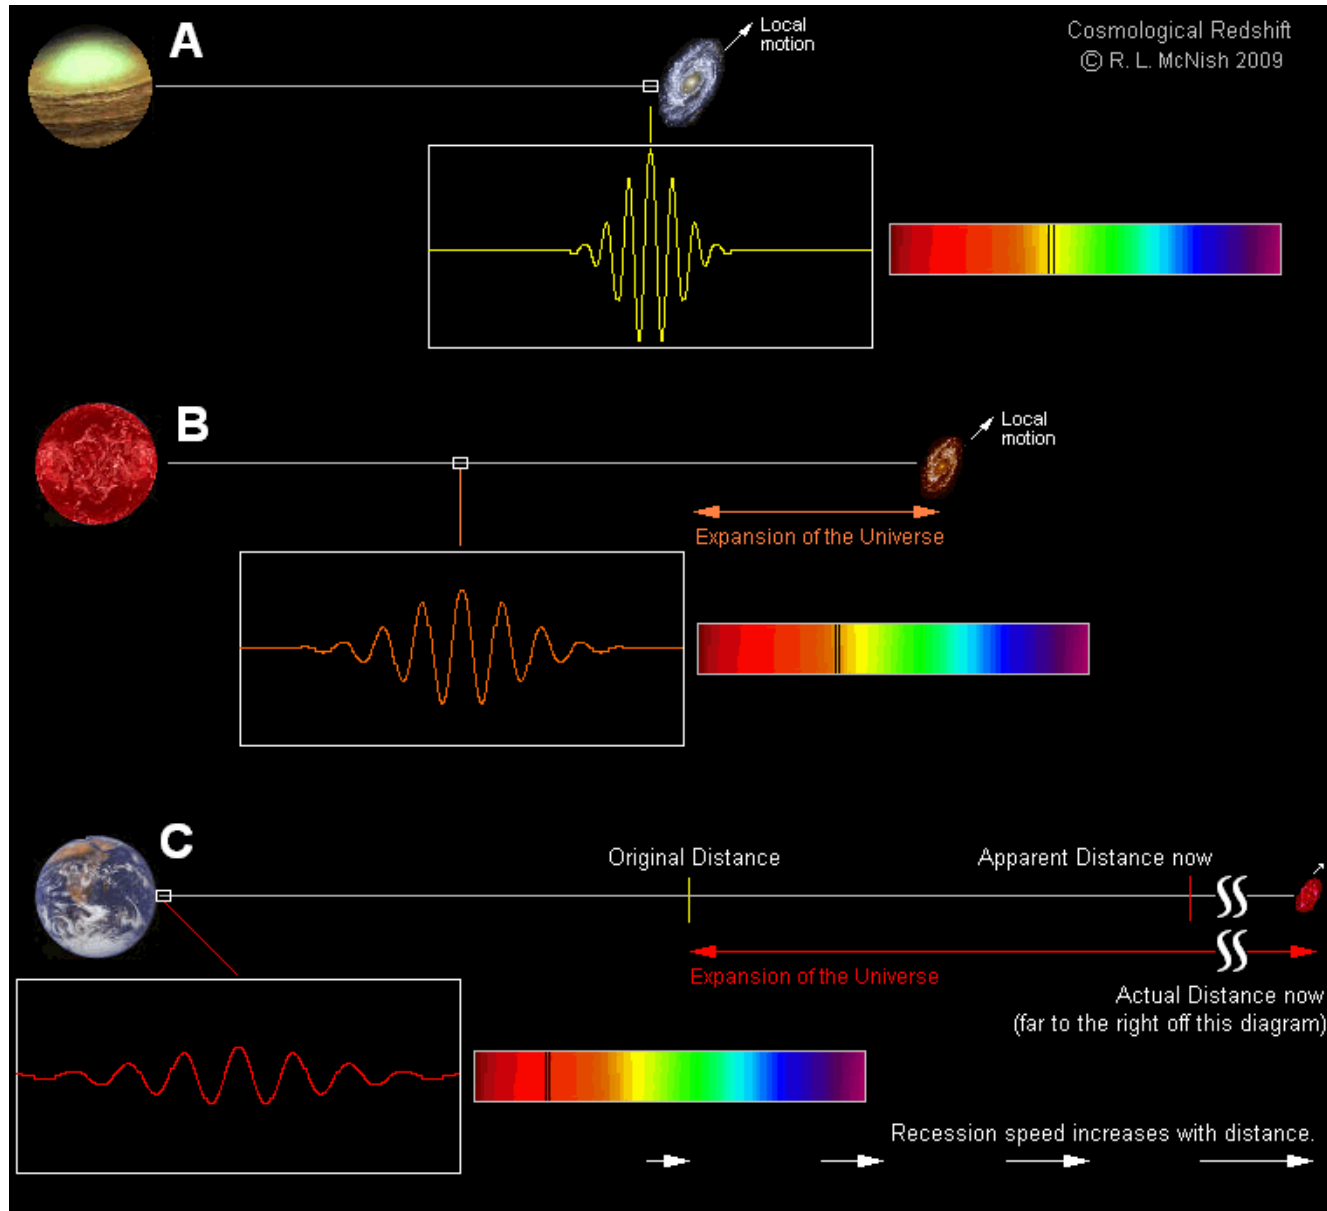 A
Local
motion
Cosmological Redshift
© R. L. McNish 2009
B
Local
motion
Expansion of the Universe
C
Original Distance
Apparent Distance now
Expansion of the Universe
Actual Distance now
(far to the right off this diagram)
Recession speed increases with distance.